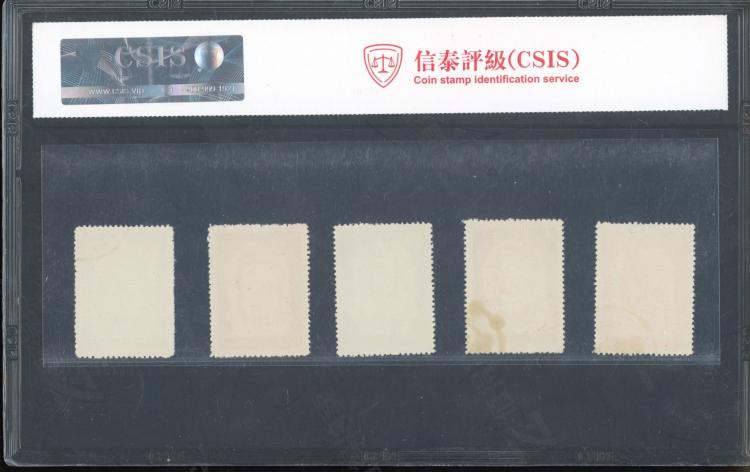 CSIS
WWW.CSIS.VIP
信泰評級(CSIS)
Coin stamp identification service